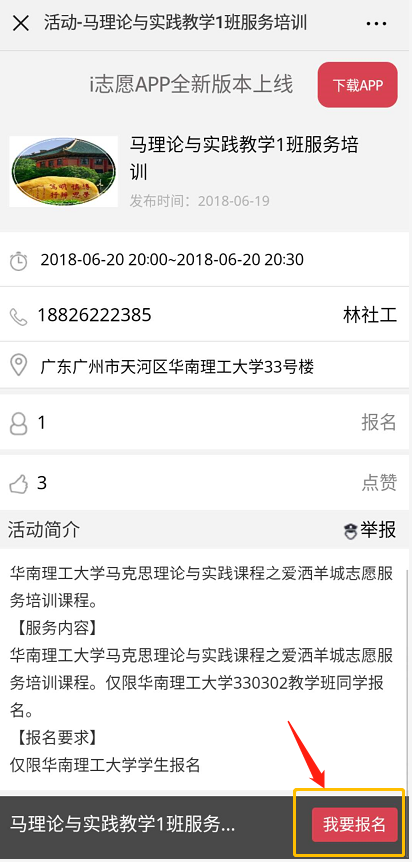 活动-马理论与实践教学1班服务培训
i志愿APP全新版本上线
下载APP
马理论与实践教学1班服务培
训
发布时间：2018-06-19
2018-06-20 20:00~2018-06-20 20:30
18826222385
林社工
广东广州市天河区华南理工大学33号楼
1
报名
3
点赞
活动简介
举报
华南理工大学马克思理论与实践课程之爱洒羊城志愿服
务培训课程。
【服务内容】
华南理工大学马克思理论与实践课程之爱洒羊城志愿服
务培训课程。仅限华南理工大学330302教学班同学报
名。
【报名要求】
仅限华南理工大学学生报名
马理论与实践教学1班服务...
我要报名